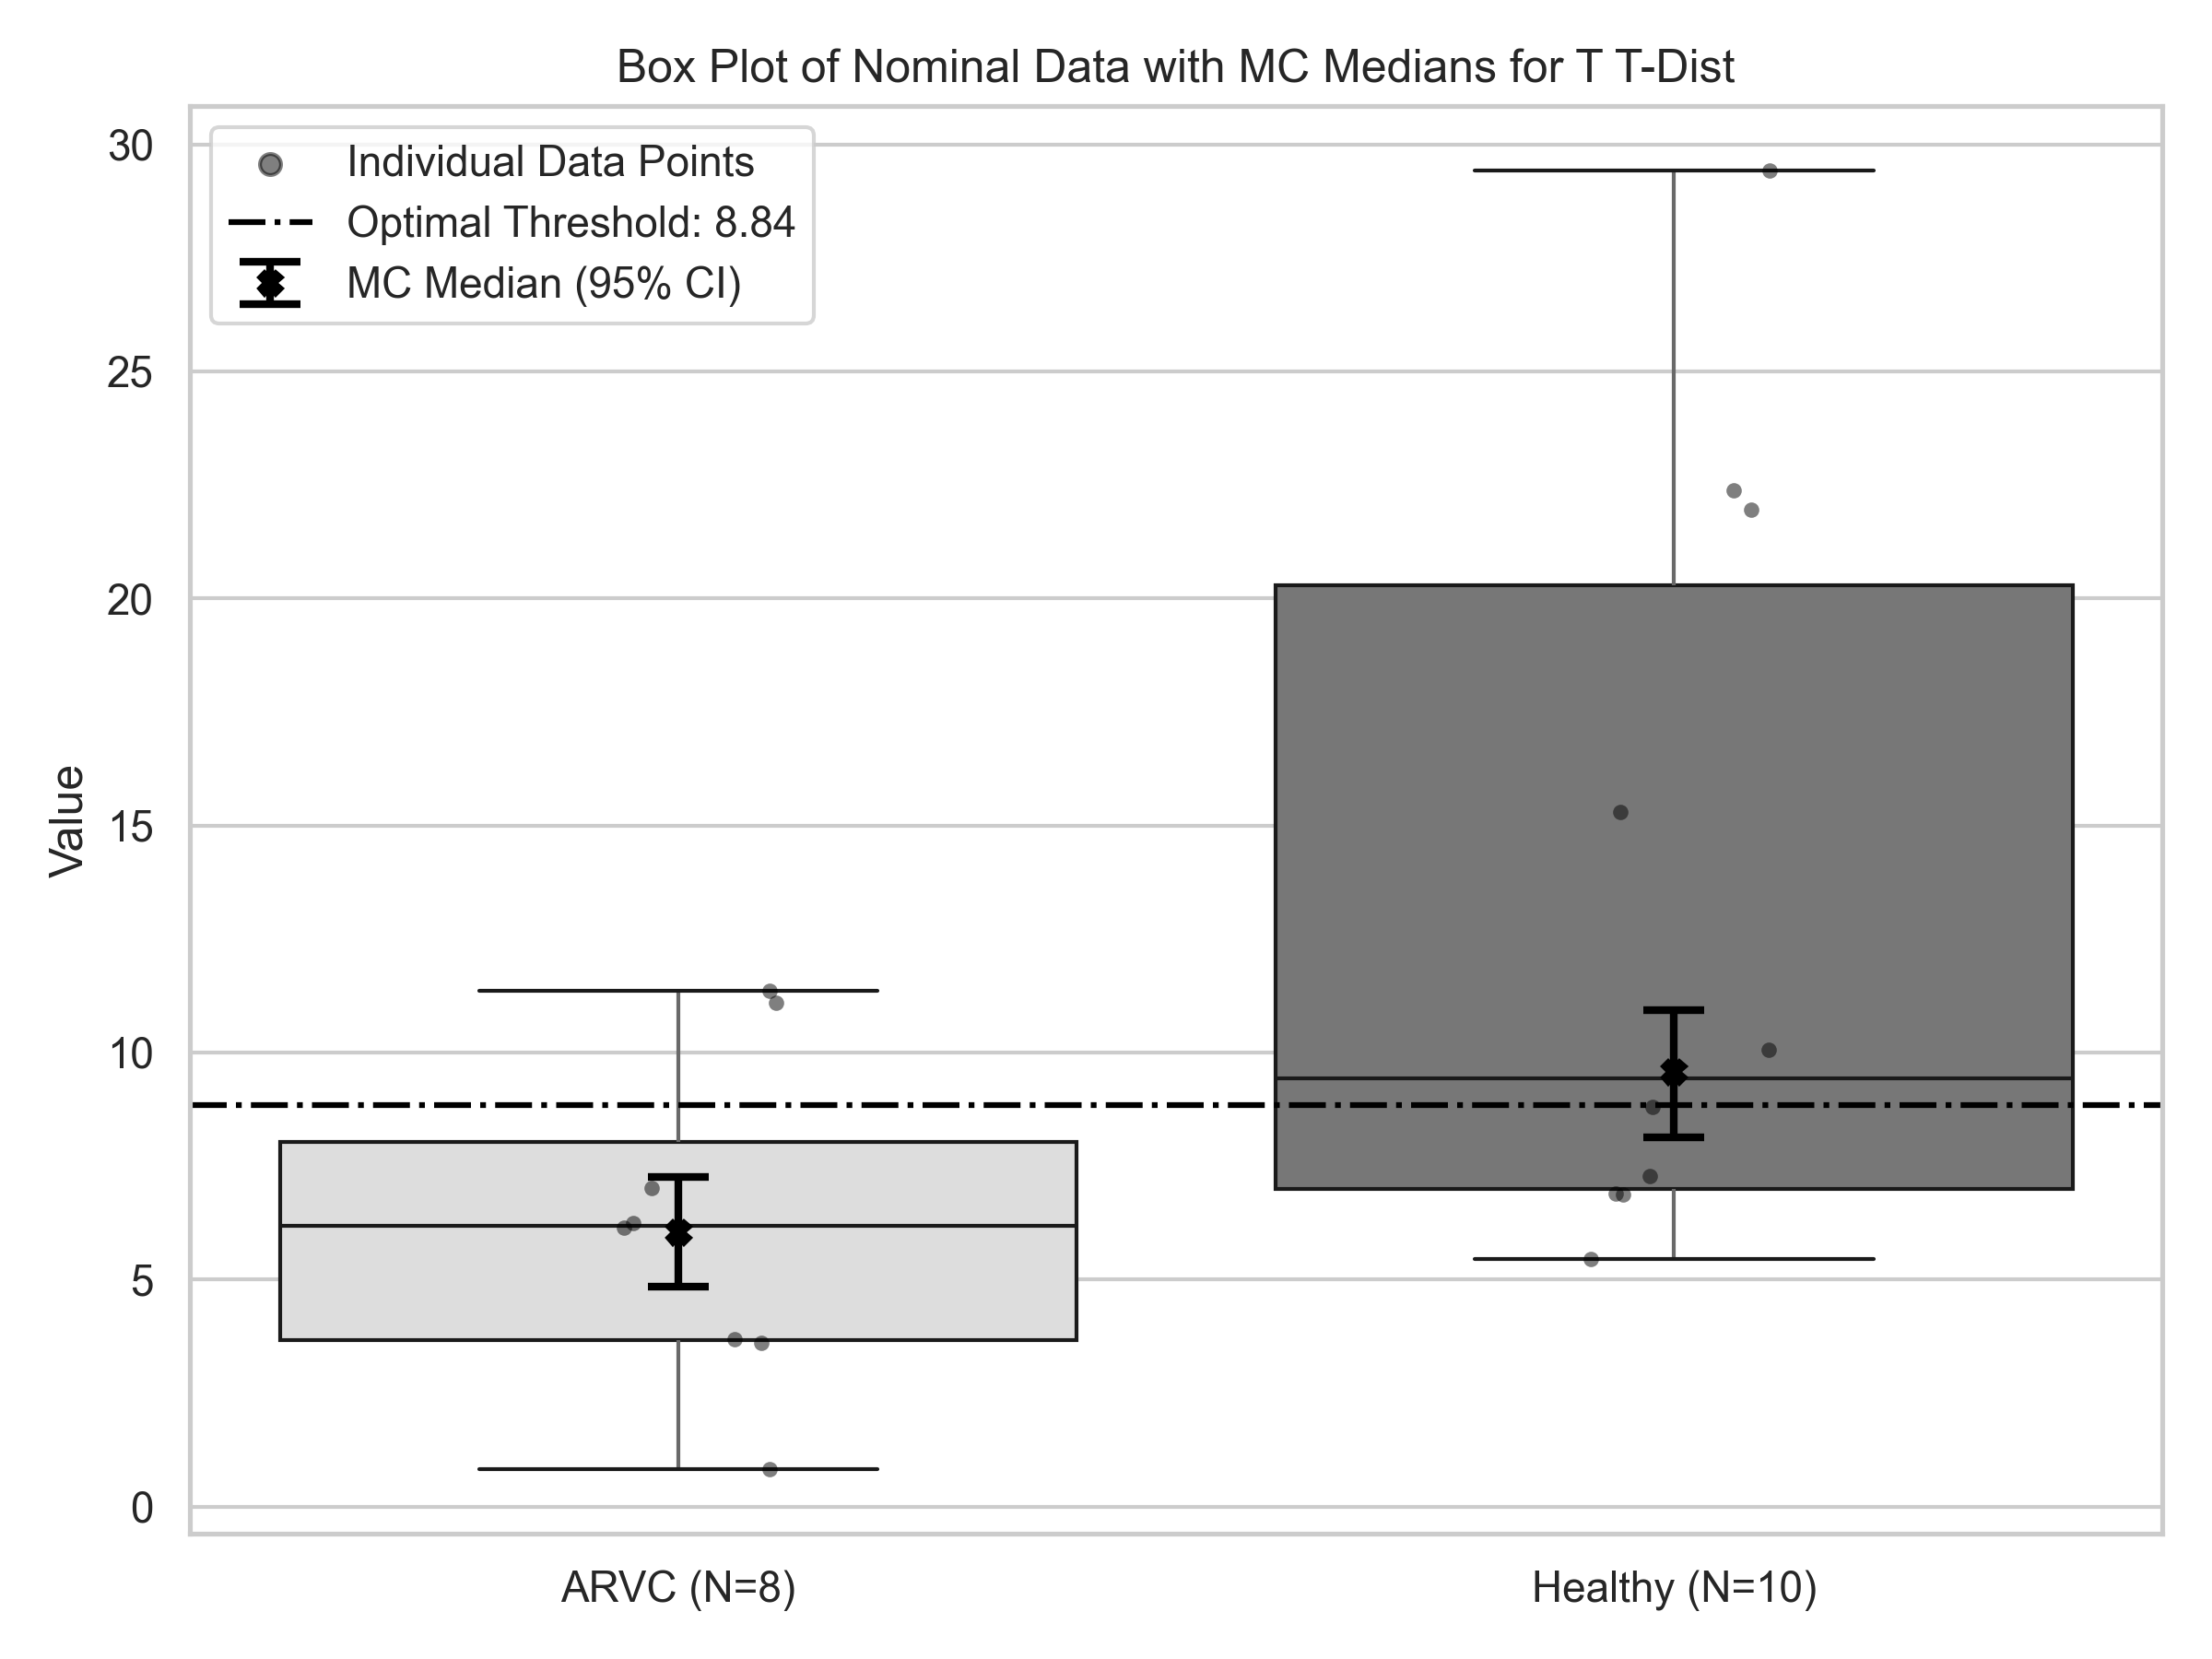 Box Plot of Nominal Data with MC Medians for T T-Dist
Individual Data Points
Optimal Threshold: 8.84
MC Median (95% CI)
Value
30
25
20
15
10
5
0
ARVC (N=8)
Healthy (N=10)